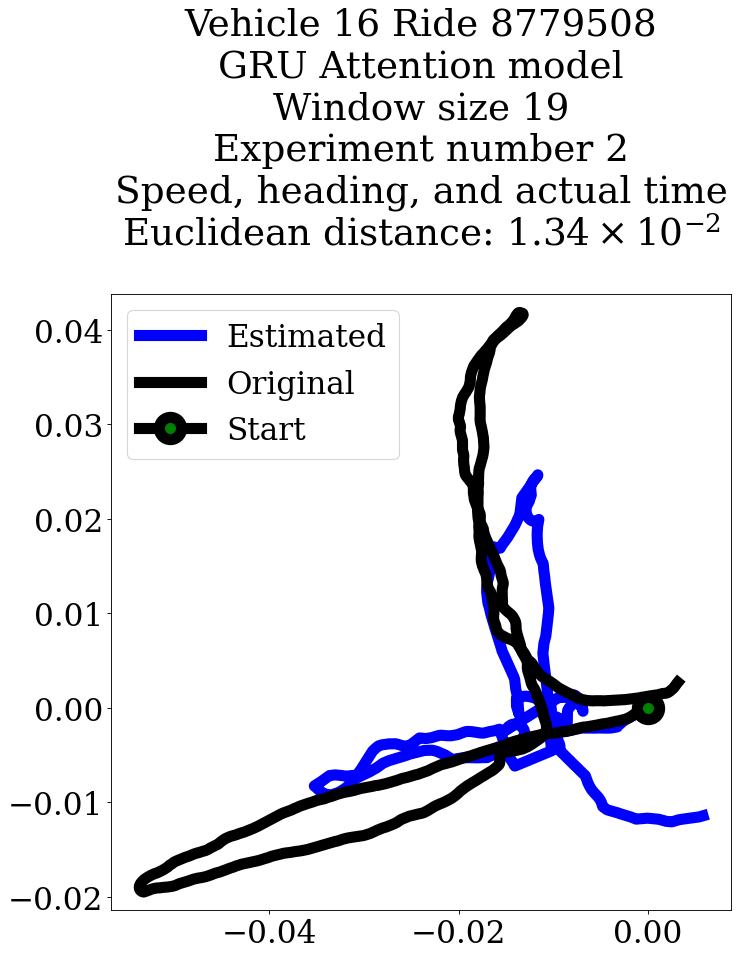 Vehicle 16 Ride 8779508
GRU Attention model
Window size 19
Experiment number 2
Speed, heading, and actual time
Euclidean distance: 1.34 × 10⁻²
Estimated
Original
Start
0.04
0.03
0.02
0.01
0.00
−0.01
−0.02
−0.04
−0.02
0.00